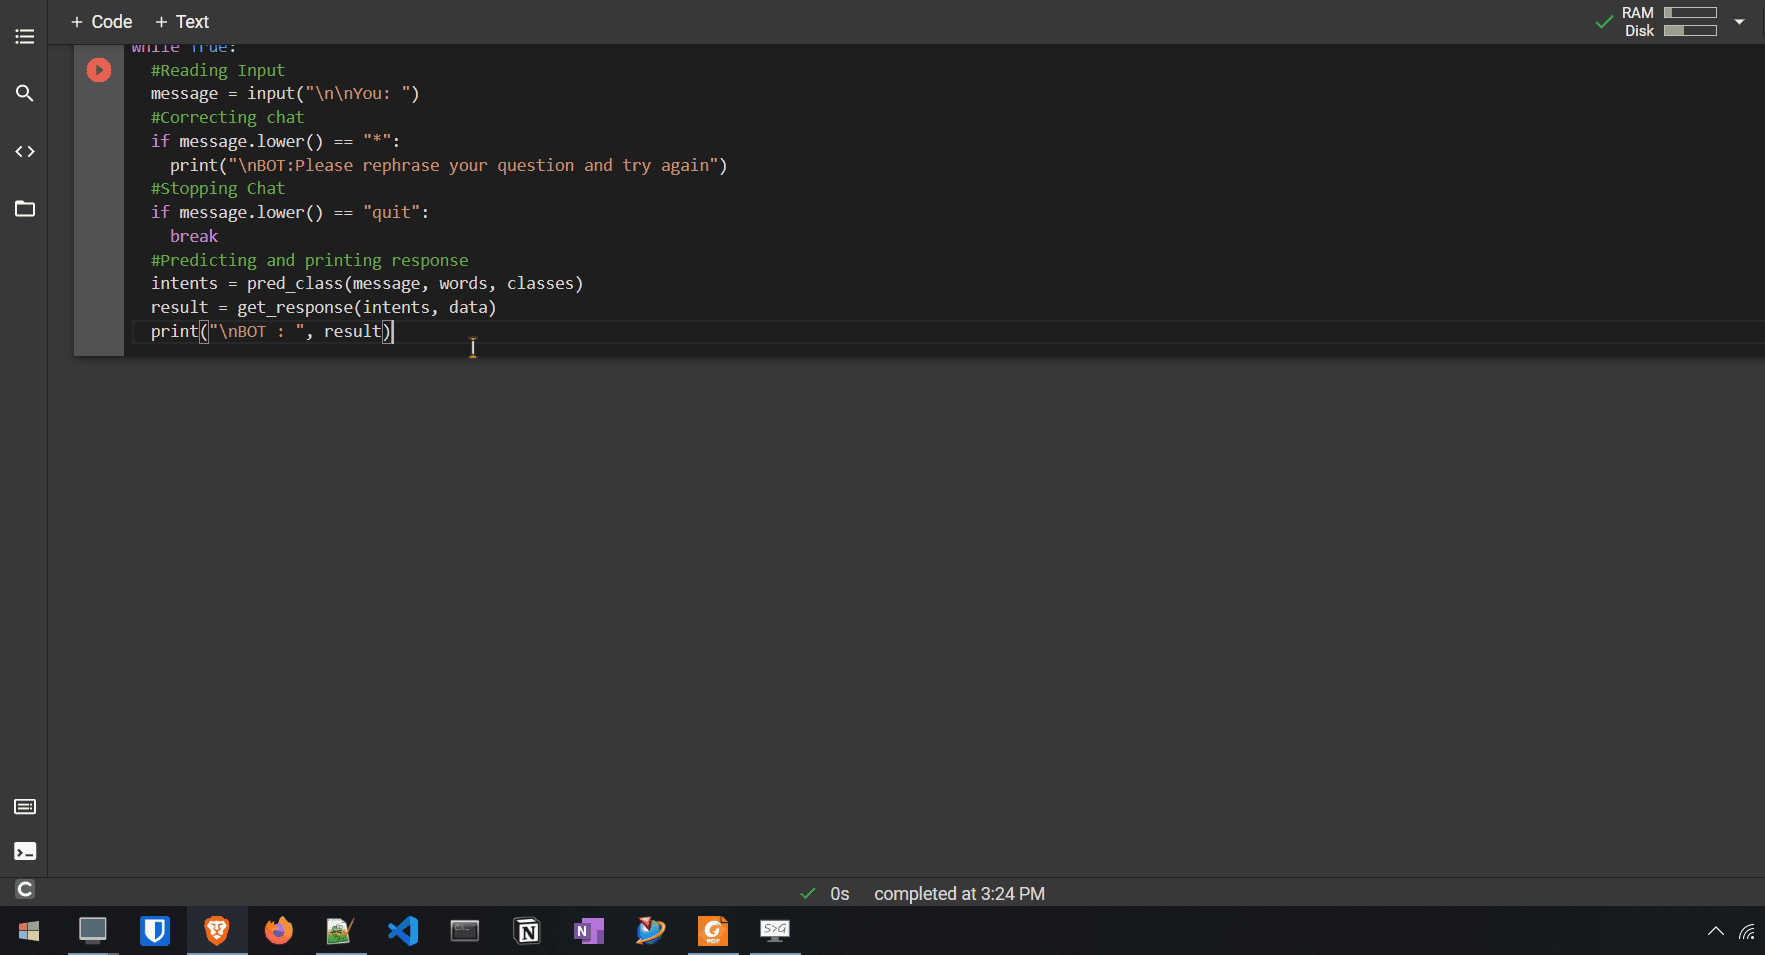 + Code + Text
RAM
Disk
while True:
#Reading Input
message = input("\n\nYou: ")
#Correcting chat
if message.lower() == "*":
print("\nBOT:Please rephrase your question and try again")
#Stopping Chat
if message.lower() == "quit":
break
#Predicting and printing response
intents = pred_class(message, words, classes)
result = get_response(intents, data)
print("\nBOT : ", result)
0s completed at 3:24 PM